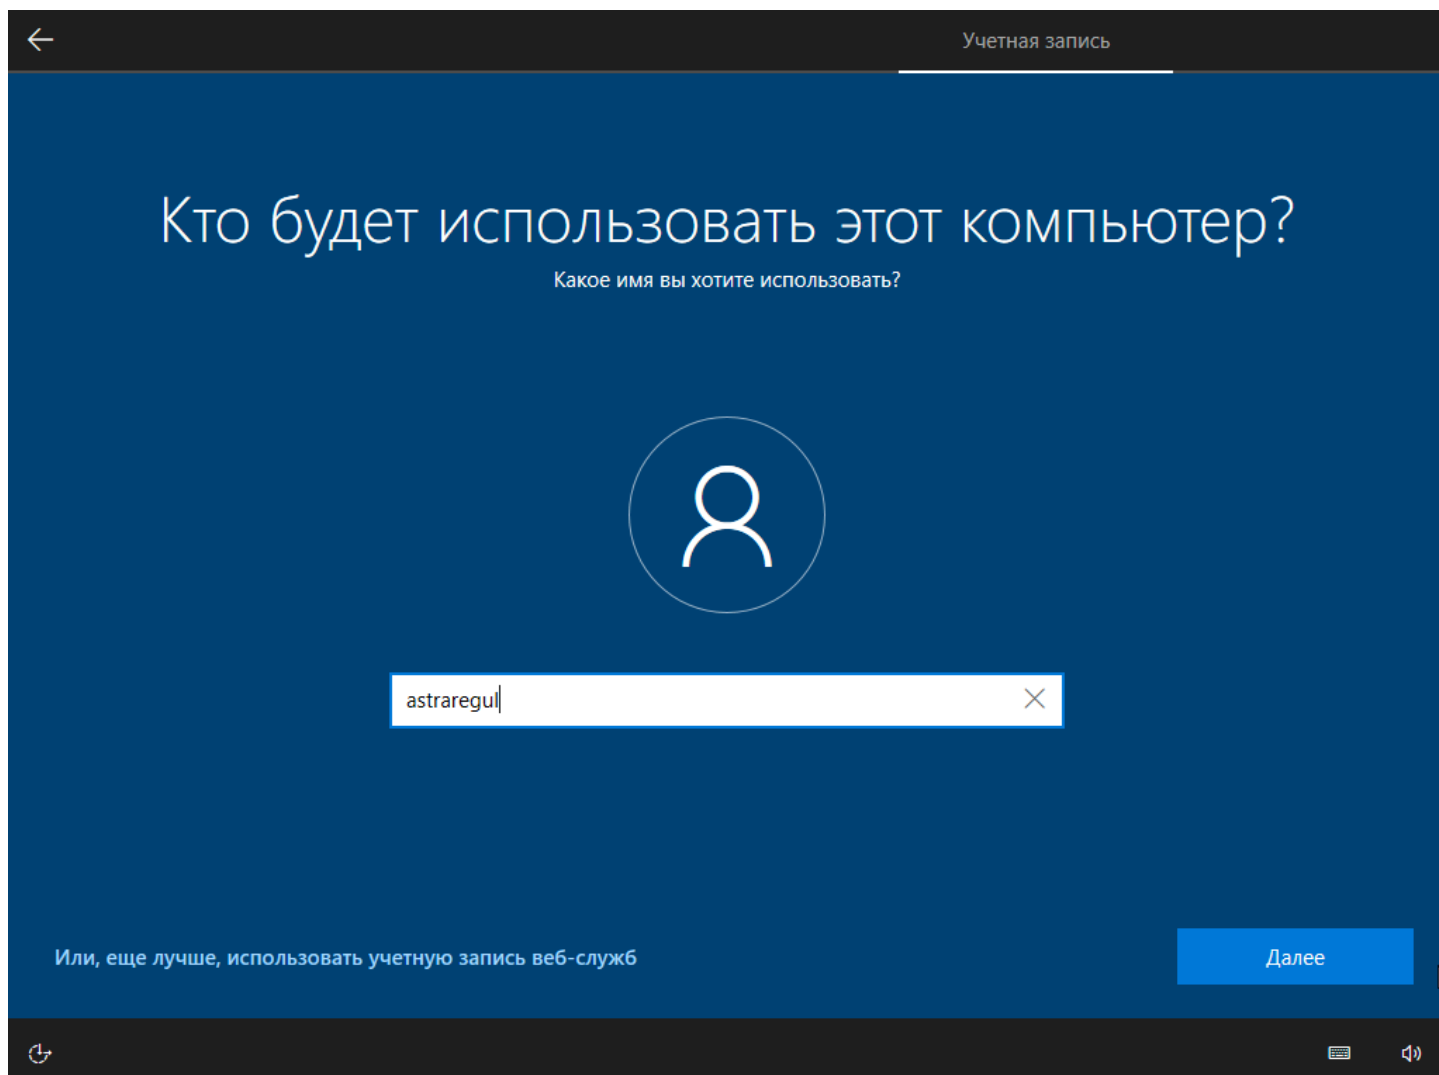 Учетная запись
Кто будет использовать этот компьютер?
Какое имя вы хотите использовать?
astraregul
Или, еще лучше, использовать учетную запись веб-служб
Далее